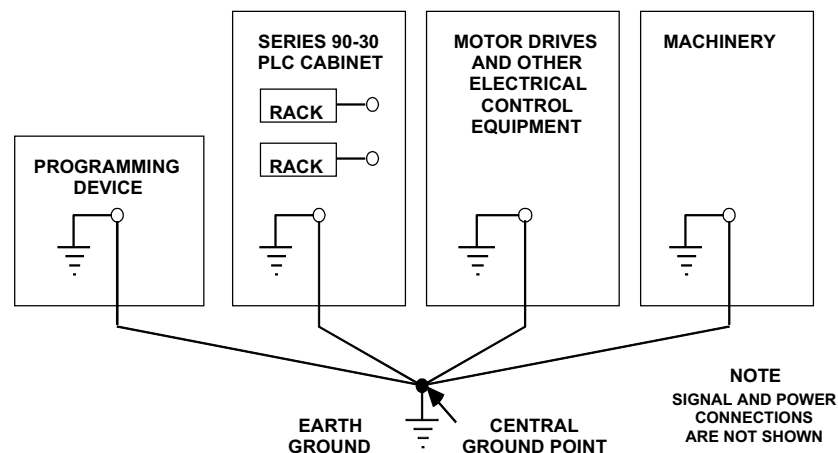 PROGRAMMING
DEVICE
SERIES 90-30
PLC CABINET
RACK
RACK
MOTOR DRIVES
AND OTHER
ELECTRICAL
CONTROL
EQUIPMENT
MACHINERY
EARTH
GROUND
CENTRAL
GROUND POINT
NOTE
SIGNAL AND POWER
CONNECTIONS
ARE NOT SHOWN